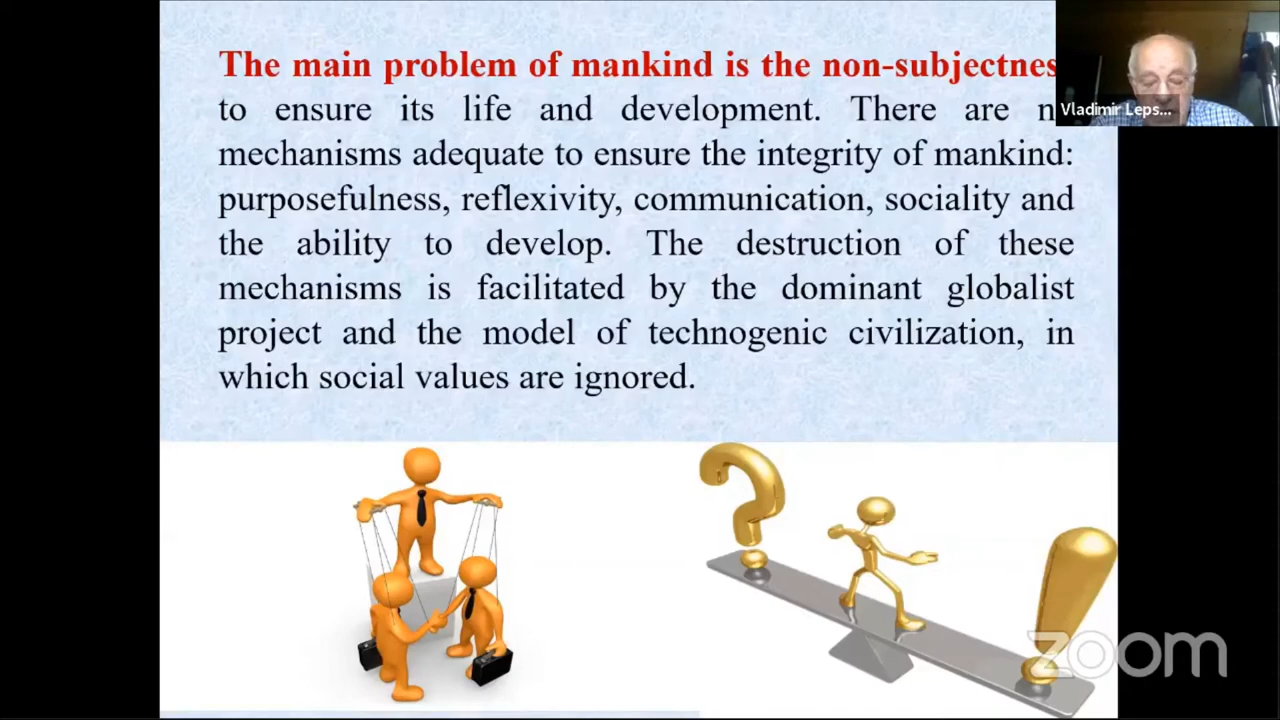 The main problem of mankind is the non-subjectnes
to ensure its life and development. There are n
mechanisms adequate to ensure the integrity of mankind:
purposefulness, reflexivity, communication, sociality and
the ability to develop. The destruction of these
mechanisms is facilitated by the dominant globalist
project and the model of technogenic civilization, in
which social values are ignored.
Vladimir Leps...
?
!
zoom